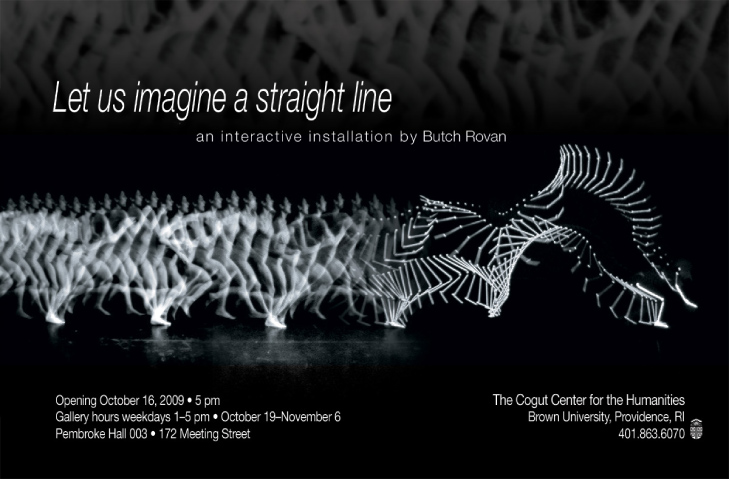 Let us imagine a straight line
an interactive installation by Butch Rovan
Opening October 16, 2009 • 5 pm
Gallery hours weekdays 1–5 pm • October 19–November 6
Pembroke Hall 003 • 172 Meeting Street
The Cogut Center for the Humanities
Brown University, Providence, RI
401.863.6070